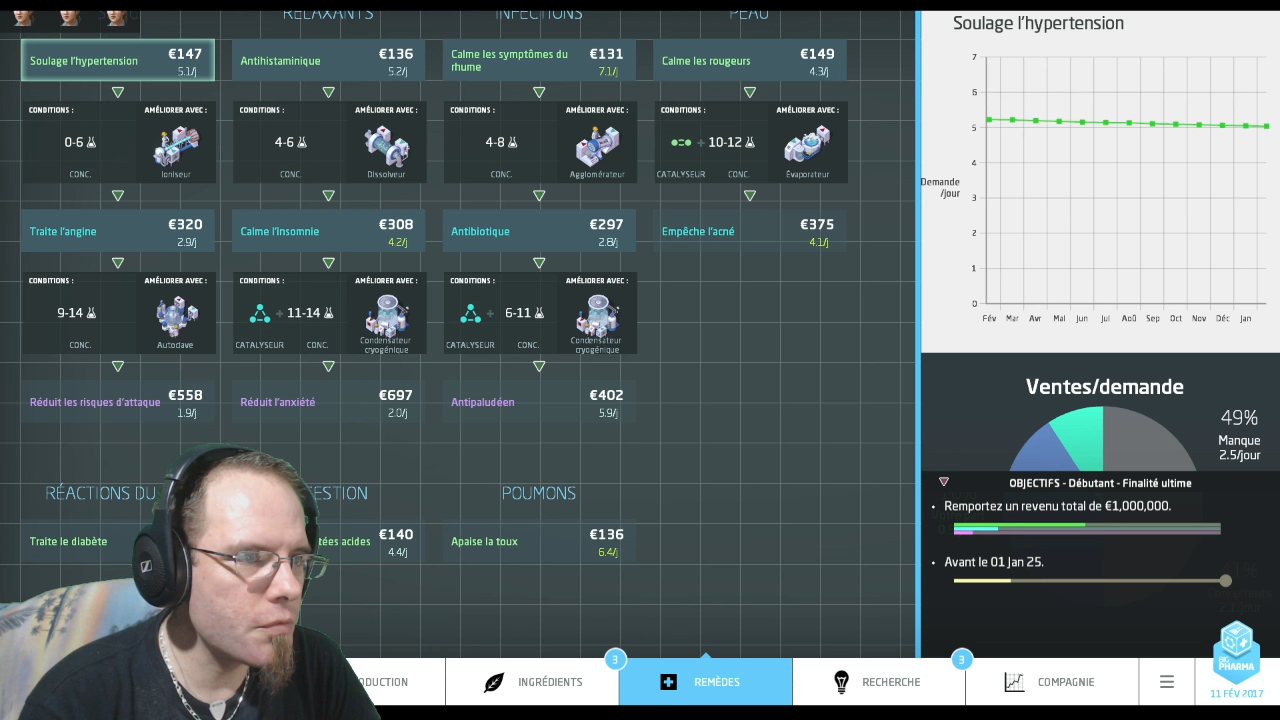 RELAXANTS
INFECTIONS
PEAU
Soulage l'hypertension €147
5.1/j
Antihistaminique €136
5.2/j
Calme les symptômes du rhume €131
7.1/j
Calme les rougeurs €149
4.3/j
CONDITIONS : AMÉLIORER AVEC :
0-6
CONC. Ioniseur
CONDITIONS : AMÉLIORER AVEC :
4-6
CONC. Dissolveur
CONDITIONS : AMÉLIORER AVEC :
4-8
CONC. Agglomérateur
CONDITIONS : AMÉLIORER AVEC :
+ 10-12
CATALYSEUR CONC. Évaporateur
Traite l'angine €320
2.9/j
Calme l'insomnie €308
4.2/j
Antibiotique €297
2.8/j
Empêche l'acné €375
4.1/j
CONDITIONS : AMÉLIORER AVEC :
9-14
CONC. Autoclave
CONDITIONS : AMÉLIORER AVEC :
+ 11-14
CATALYSEUR CONC. Condensateur cryogénique
CONDITIONS : AMÉLIORER AVEC :
+ 6-11
CATALYSEUR CONC. Condensateur cryogénique
Réduit les risques d'attaque €558
1.9/j
Réduit l'anxiété €697
2.0/j
Antipaludéen €402
5.9/j
RÉACTIONS DU
ESTION
POUMONS
Traite le diabète
tées acides €140
4.4/j
Apaise la toux €136
6.4/j
Soulage l'hypertension
7
6
5
4
3
2
1
0
Demande
/jour
Fév Mar Avr Mai Jun Jul Aoû Sep Oct Nov Déc Jan
Ventes/demande
49%
Manque
2.5/jour
OBJECTIFS - Débutant - Finalité ultime
• Remportez un revenu total de €1,000,000.
• Avant le 01 Jan 25.
ODUCTION
INGRÉDIENTS
3
REMÈDES
RECHERCHE
3
COMPAGNIE
BIG PHARMA
11 FÉV 2017